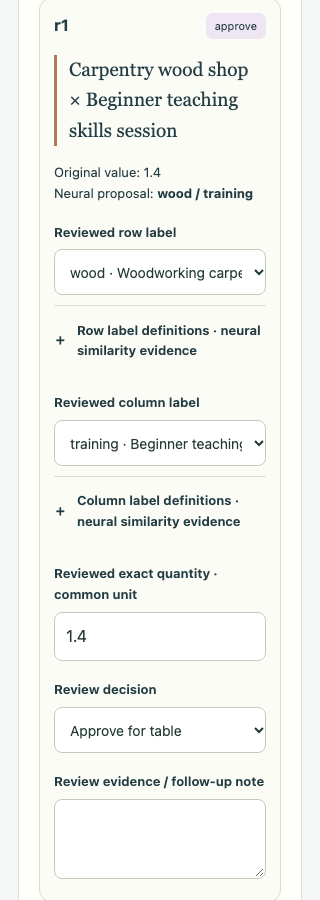 r1
approve
Carpentry wood shop
× Beginner teaching
skills session
Original value: 1.4
Neural proposal: wood / training
Reviewed row label
wood · Woodworking carpe
+ Row label definitions · neural
similarity evidence
Reviewed column label
training · Beginner teaching
+ Column label definitions ·
neural similarity evidence
Reviewed exact quantity ·
common unit
1.4
Review decision
Approve for table
Review evidence / follow-up note